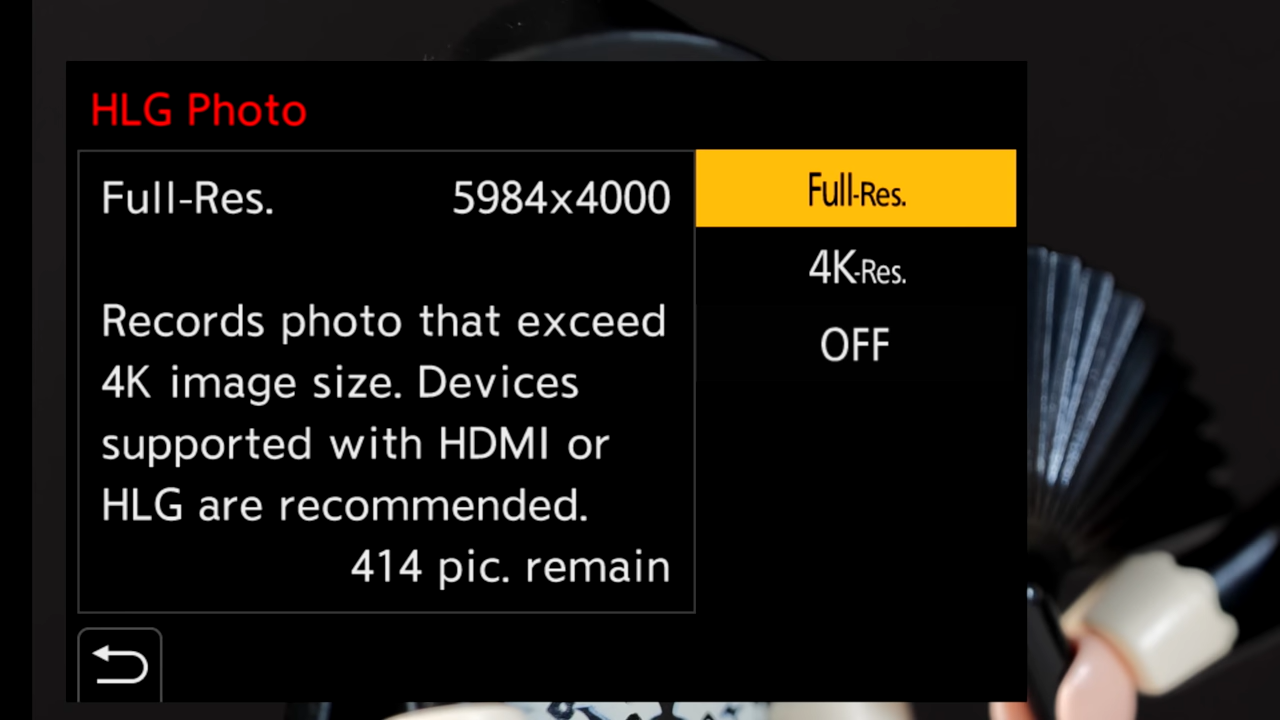 HLG Photo
Full-Res. 5984x4000
Full-Res.
4K-Res.
OFF
Records photo that exceed
4K image size. Devices
supported with HDMI or
HLG are recommended.
414 pic. remain